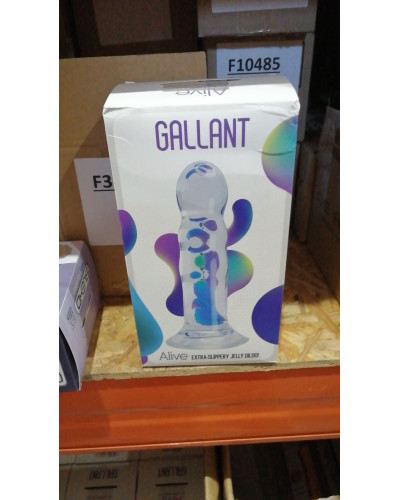 F10485
Alive
GALLANT
F3
Alive EXTRA-SLIPPERY JELLY DILDO!